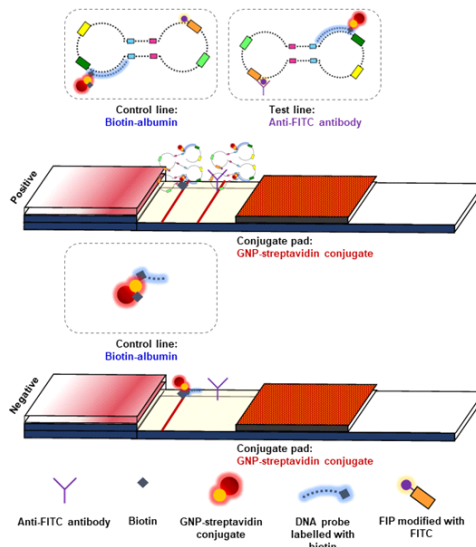 Control line:
Biotin-albumin
Test line:
Anti-FITC antibody
Positive
Conjugate pad:
GNP-streptavidin conjugate
Control line:
Biotin-albumin
Negative
Conjugate pad:
GNP-streptavidin conjugate
Anti-FITC antibody
Biotin
GNP-streptavidin
conjugate
DNA probe
labelled with
biotin
FIP modified with
FITC